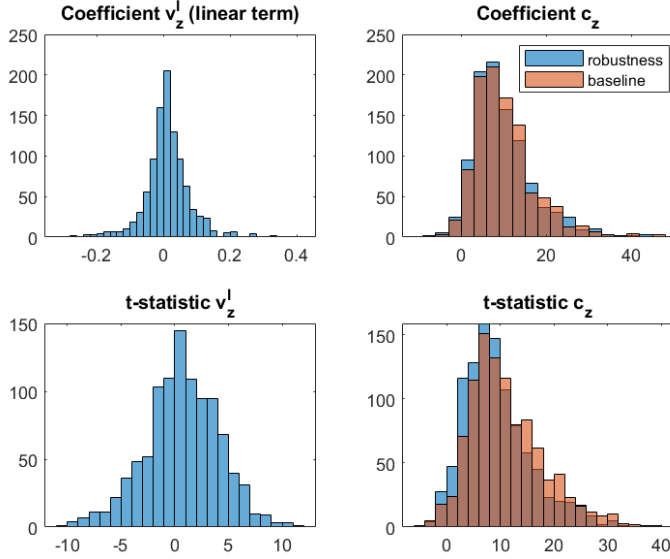 Coefficient v_z^l (linear term)
250
200
150
100
50
0
-0.2 0 0.2 0.4
Coefficient c_z
250
200
150
100
50
0
0 20 40
robustness
baseline
t-statistic v_z^l
150
100
50
0
-10 -5 0 5 10
t-statistic c_z
150
100
50
0
0 10 20 30 40